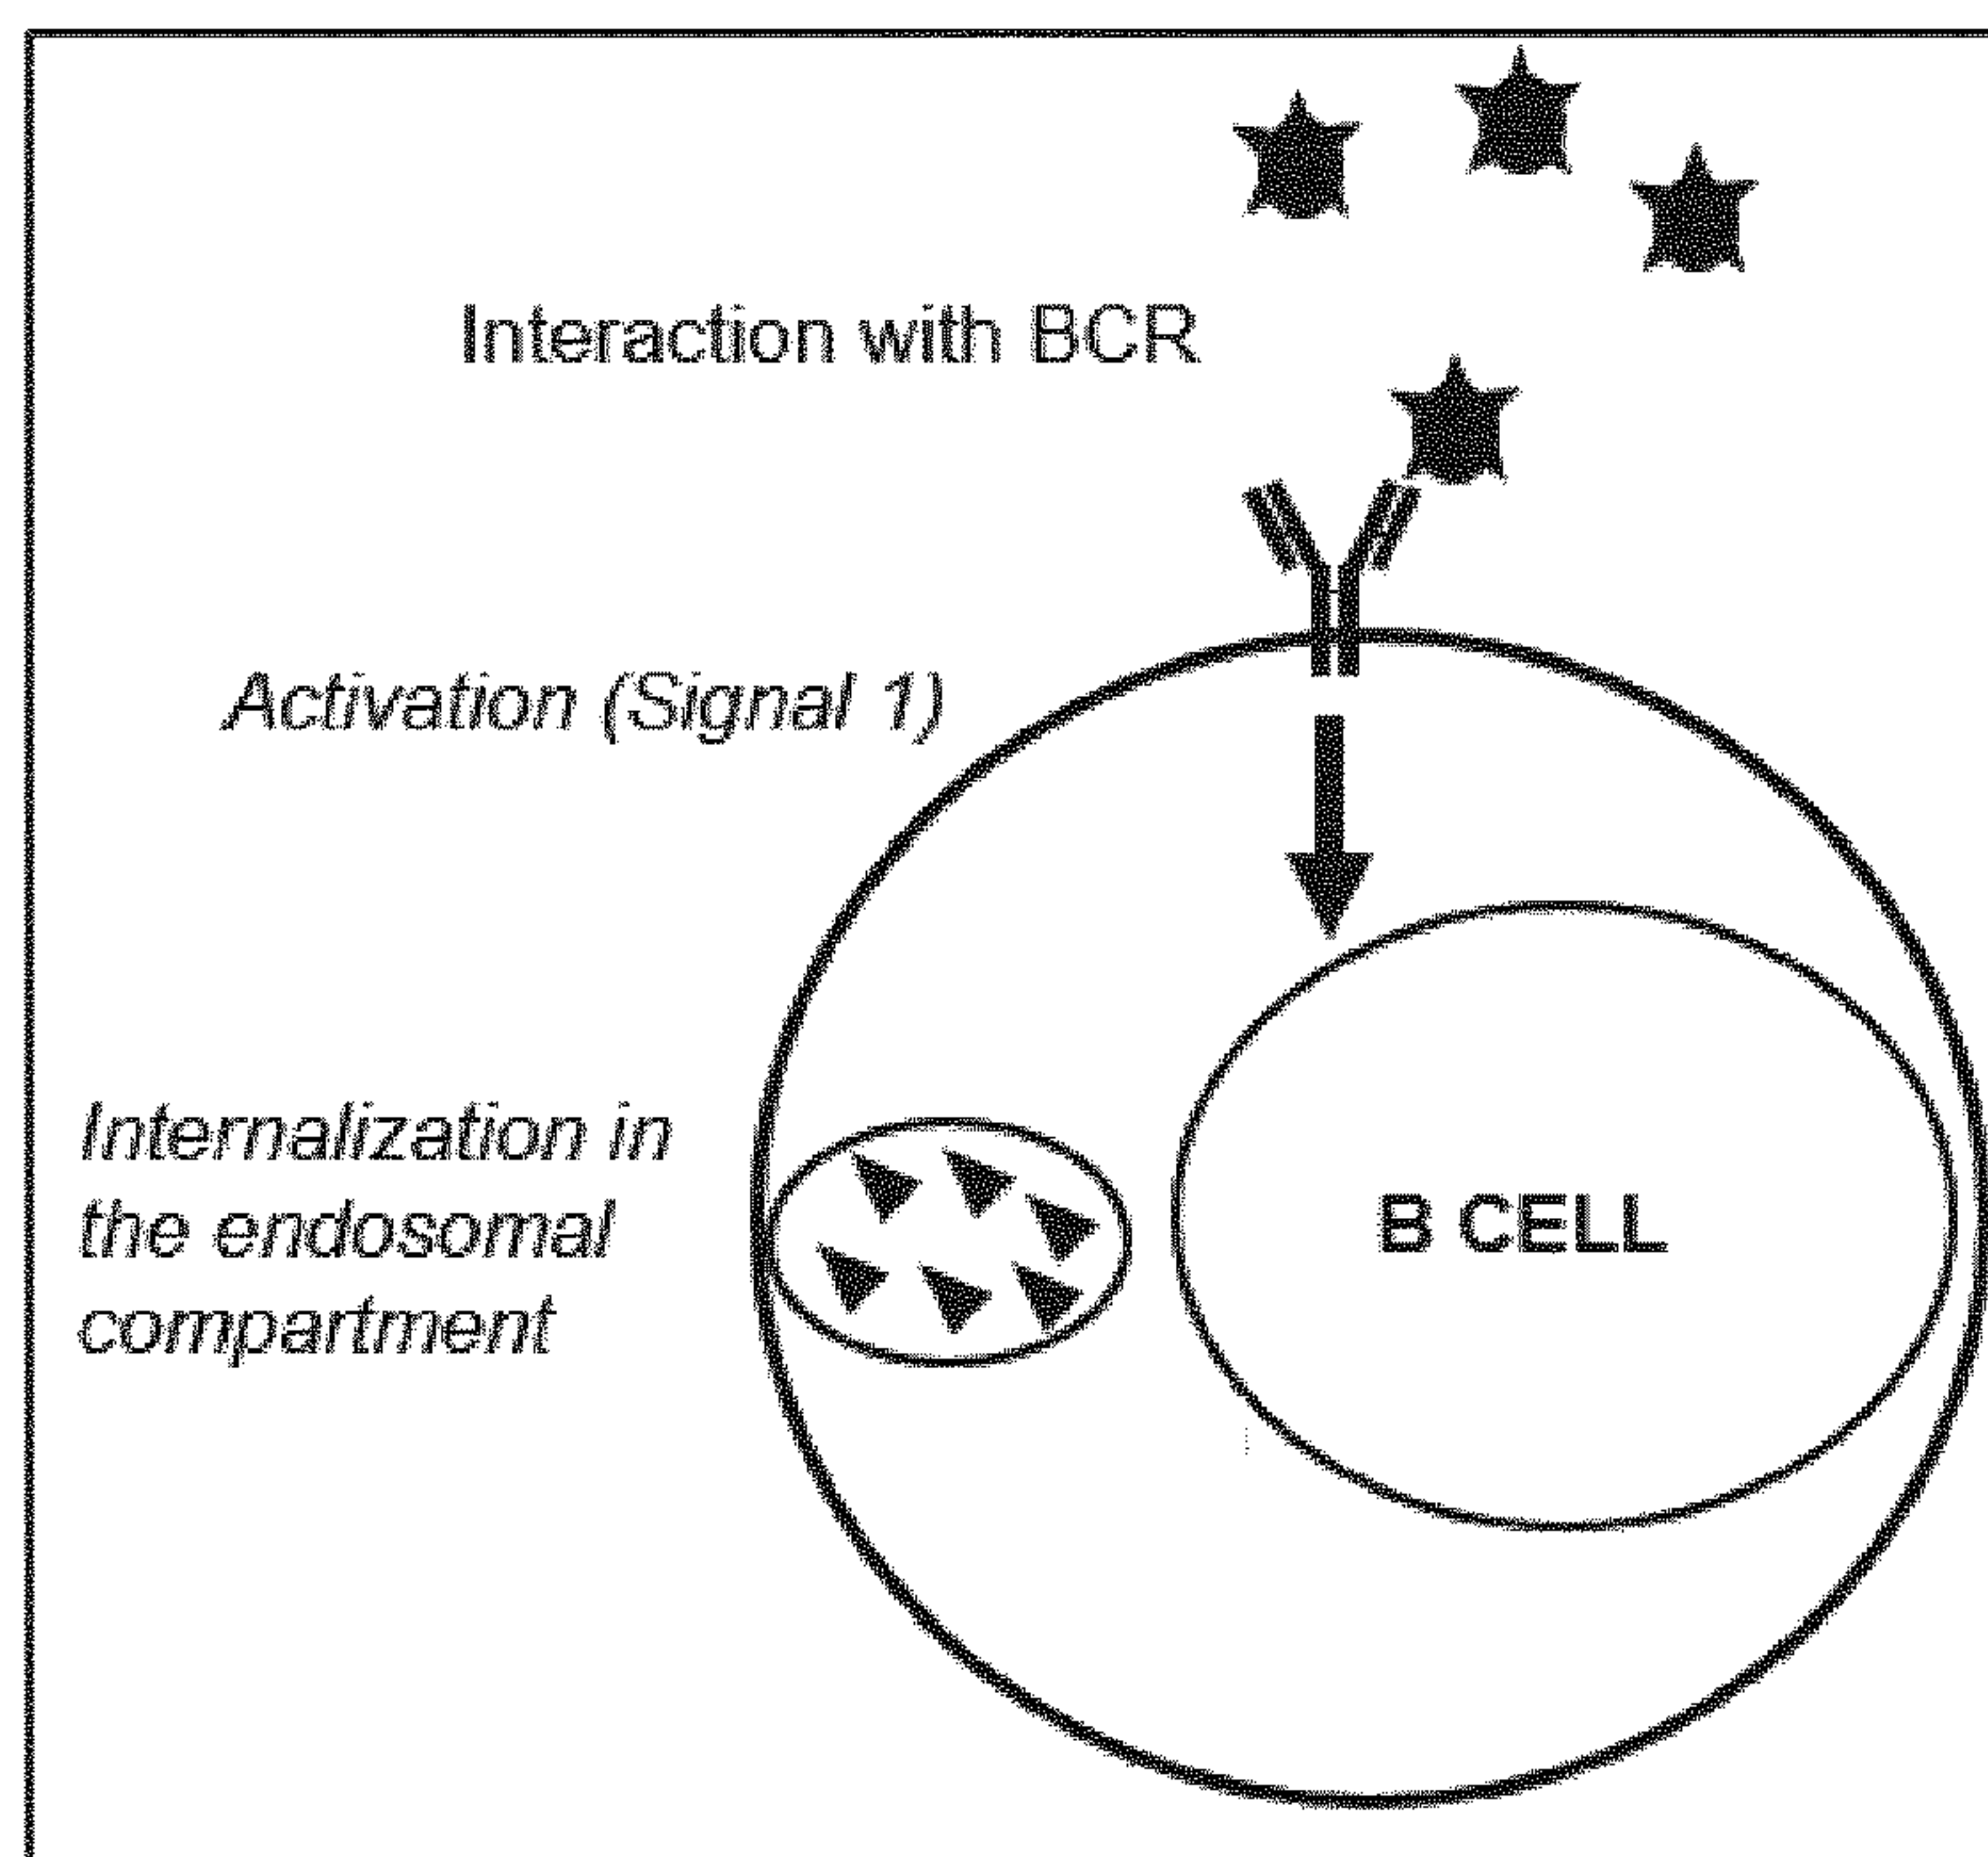 Interaction with BCR
Activation (Signal 1)
Internalization in
the endosomal
compartment
B CELL